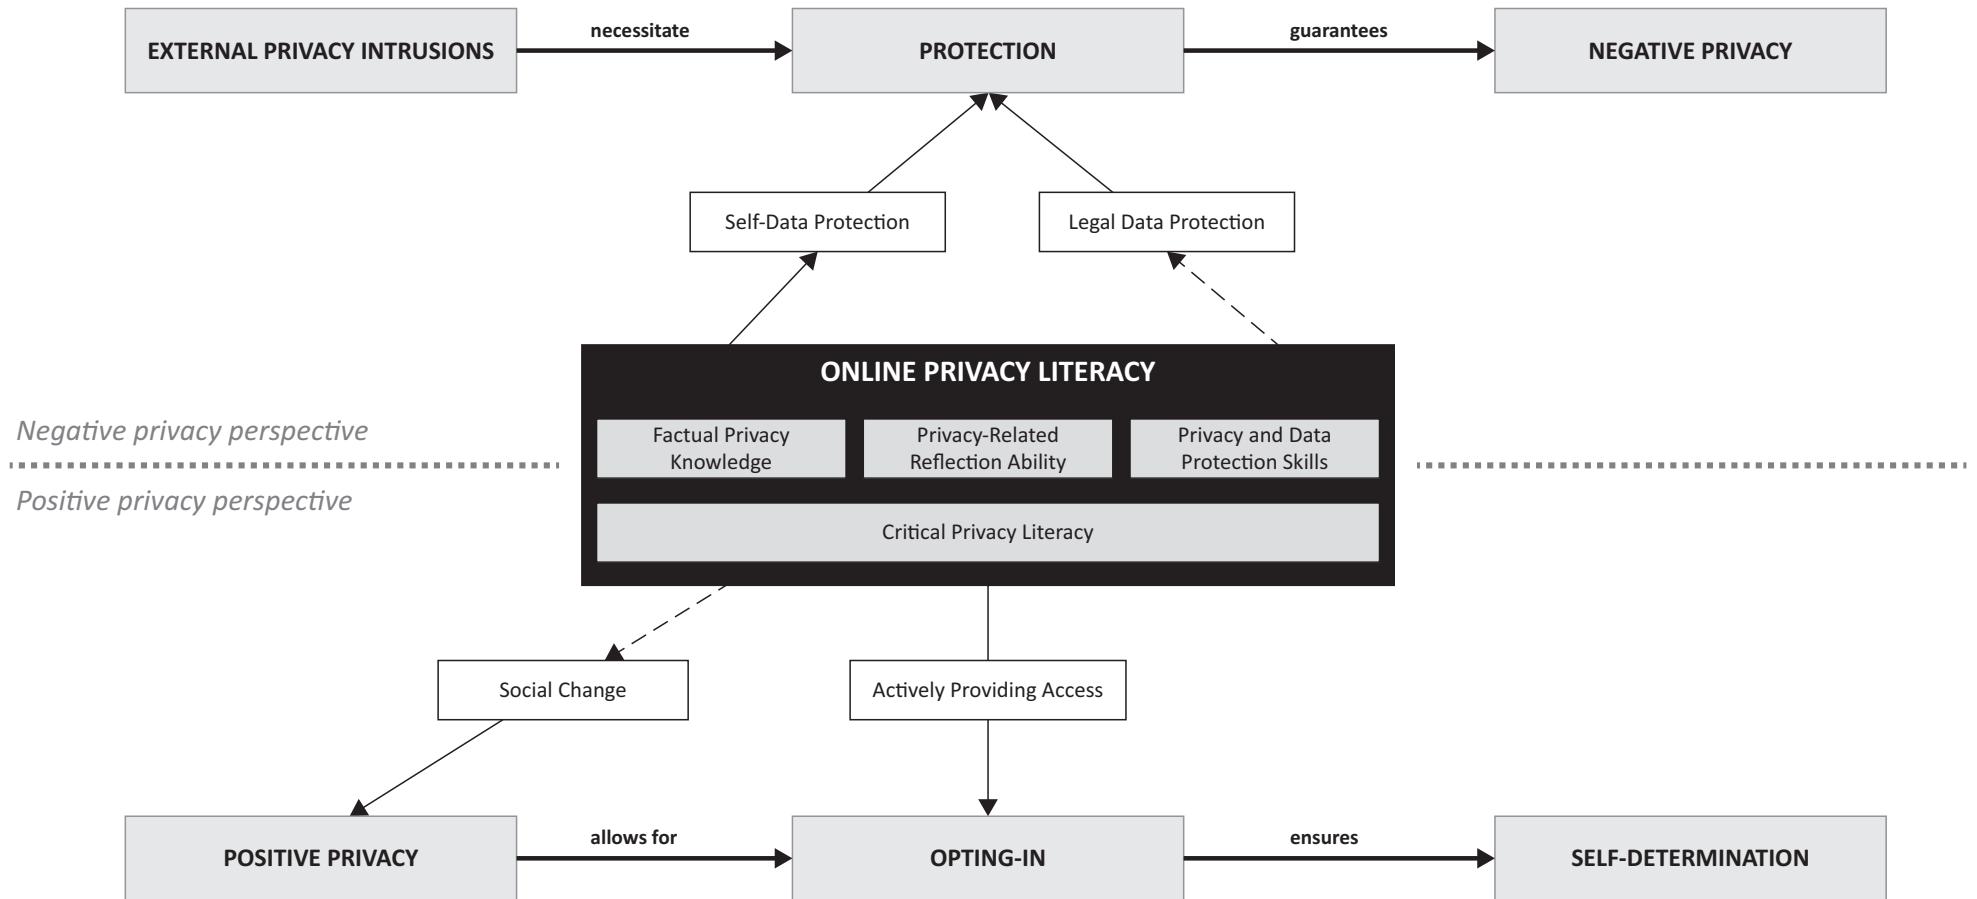 necessitate
guarantees
EXTERNAL PRIVACY INTRUSIONS
PROTECTION
NEGATIVE PRIVACY
Self-Data Protection
Legal Data Protection
ONLINE PRIVACY LITERACY
Negative privacy perspective
Factual Privacy
Knowledge
Privacy-Related
Reflection Ability
Privacy and Data
Protection Skills
Positive privacy perspective
Critical Privacy Literacy
Social Change
Actively Providing Access
allows for
ensures
POSITIVE PRIVACY
OPTING-IN
SELF-DETERMINATION